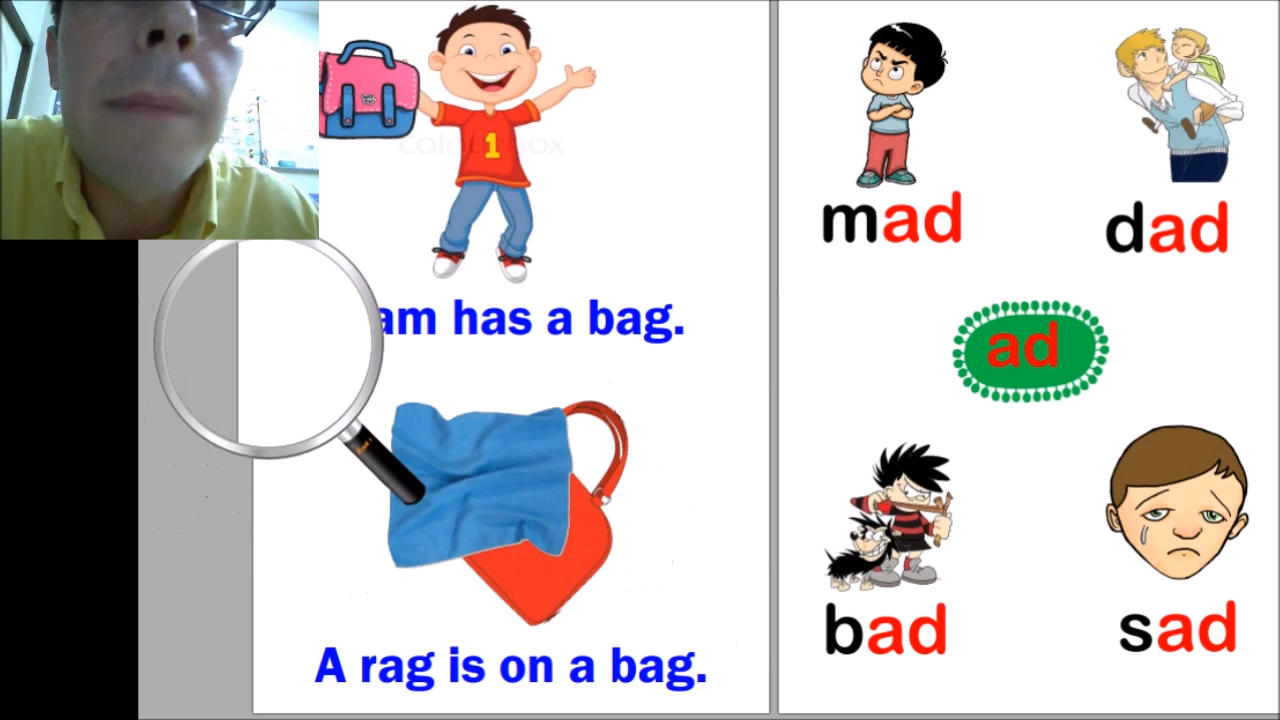 am has a bag.
A rag is on a bag.
mad
dad
ad
bad
sad
1